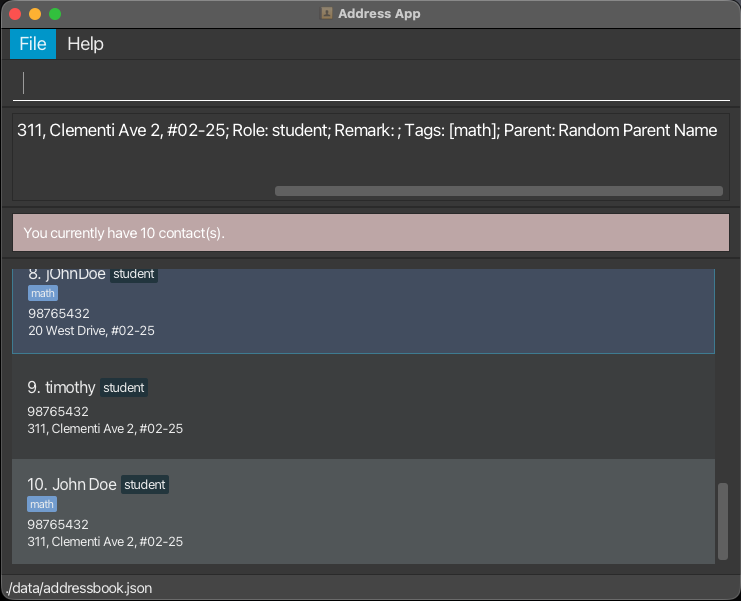 Address App
File Help
311, Clementi Ave 2, #02-25; Role: student; Remark: ; Tags: [math]; Parent: Random Parent Name
You currently have 10 contact(s).
8. jOhnDoe student
math
98765432
20 West Drive, #02-25
9. timothy student
98765432
311, Clementi Ave 2, #02-25
10. John Doe student
math
98765432
311, Clementi Ave 2, #02-25
./data/addressbook.json